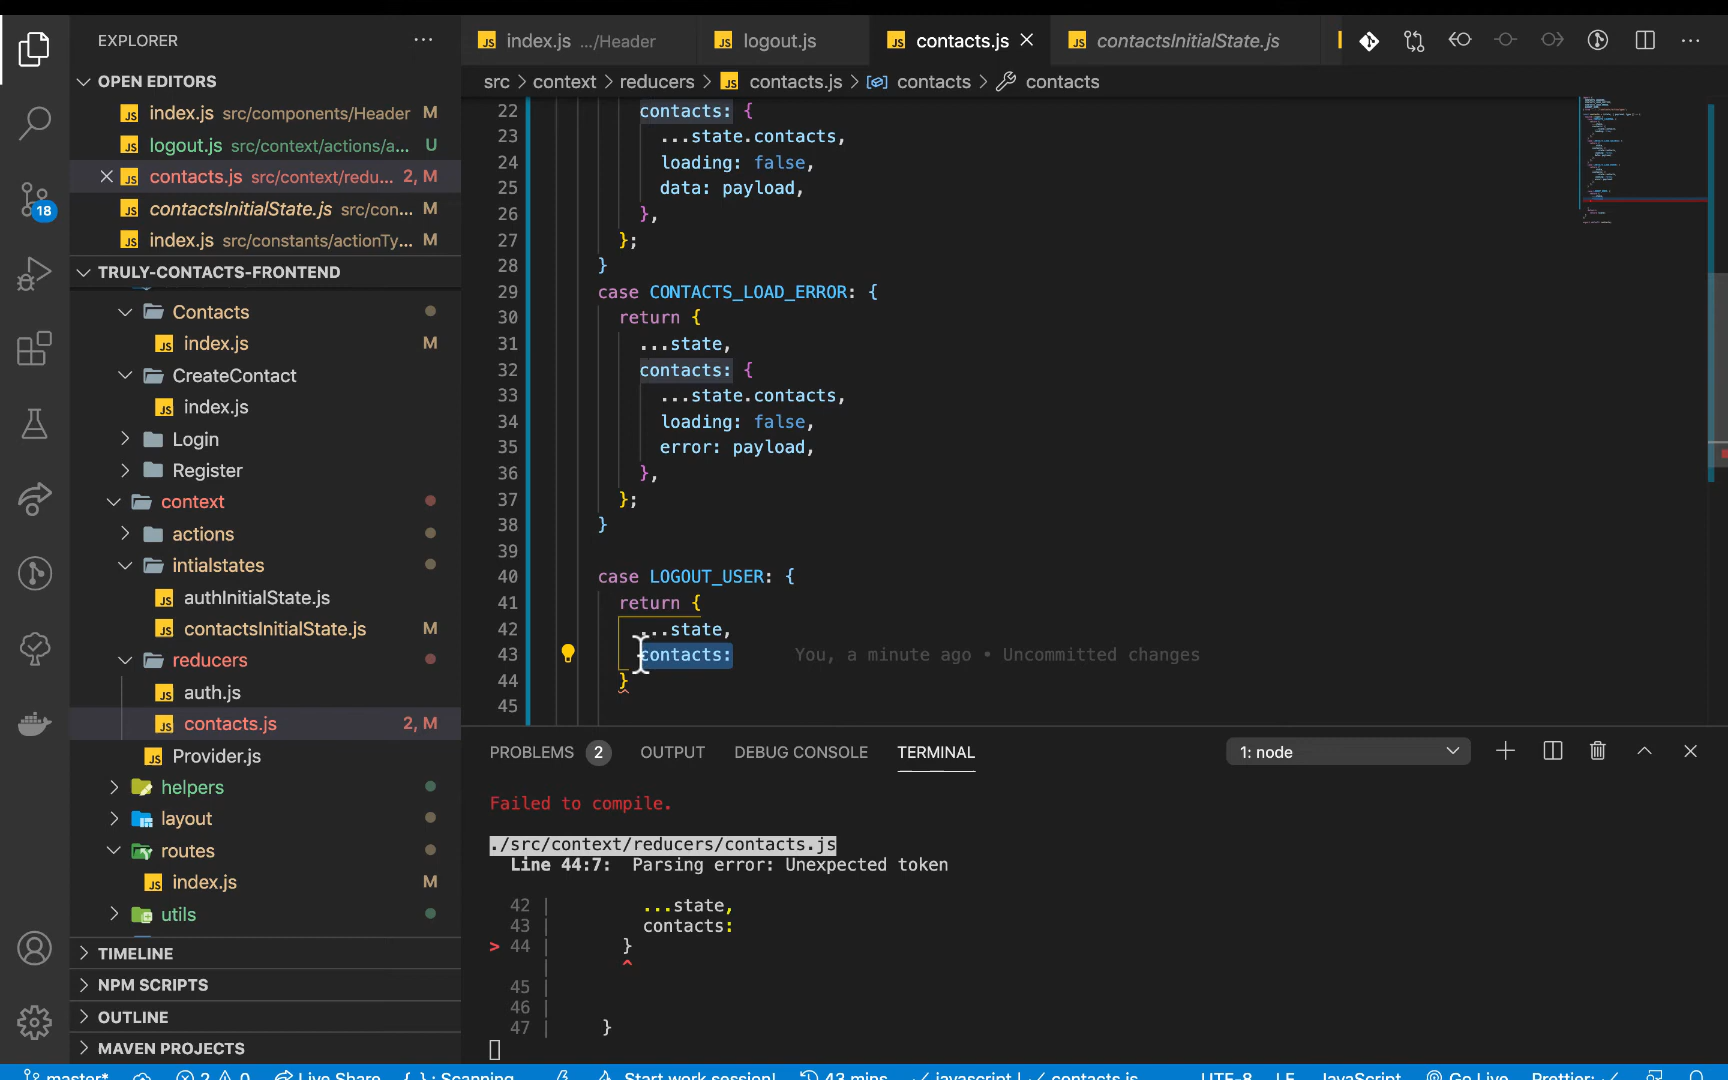 EXPLORER
OPEN EDITORS
index.js src/components/Header M
logout.js src/context/actions/a... U
contacts.js src/context/redu... 2, M
contactsInitialState.js src/con... M
index.js src/constants/actionTy... M
TRULY-CONTACTS-FRONTEND
Contacts
index.js M
CreateContact
index.js
Login
Register
context
actions
intialstates
authInitialState.js
contactsInitialState.js M
reducers
auth.js
contacts.js 2, M
Provider.js
helpers
layout
routes
index.js M
utils
TIMELINE
NPM SCRIPTS
OUTLINE
MAVEN PROJECTS
18
index.js .../Header
logout.js
contacts.js
contactsInitialState.js
src > context > reducers > contacts.js > contacts > contacts
22 contacts: {
23 ...state.contacts,
24 loading: false,
25 data: payload,
26 },
27 };
28 }
29 case CONTACTS_LOAD_ERROR: {
30 return {
31 ...state,
32 contacts: {
33 ...state.contacts,
34 loading: false,
35 error: payload,
36 },
37 };
38 }
39
40 case LOGOUT_USER: {
41 return {
42 ...state,
43 contacts: You, a minute ago • Uncommitted changes
44 }
45
PROBLEMS 2 OUTPUT DEBUG CONSOLE TERMINAL 1: node
Failed to compile.
./src/context/reducers/contacts.js
Line 44:7: Parsing error: Unexpected token
42 | ...state,
43 | contacts:
> 44 | }
| ^
45 |
46 |
47 | }
master* 2 0 Live Share { } : Scanning... Start work session! 43 mins javascript | contacts.js UTF-8 LF JavaScript Go Live Prettier: ✓